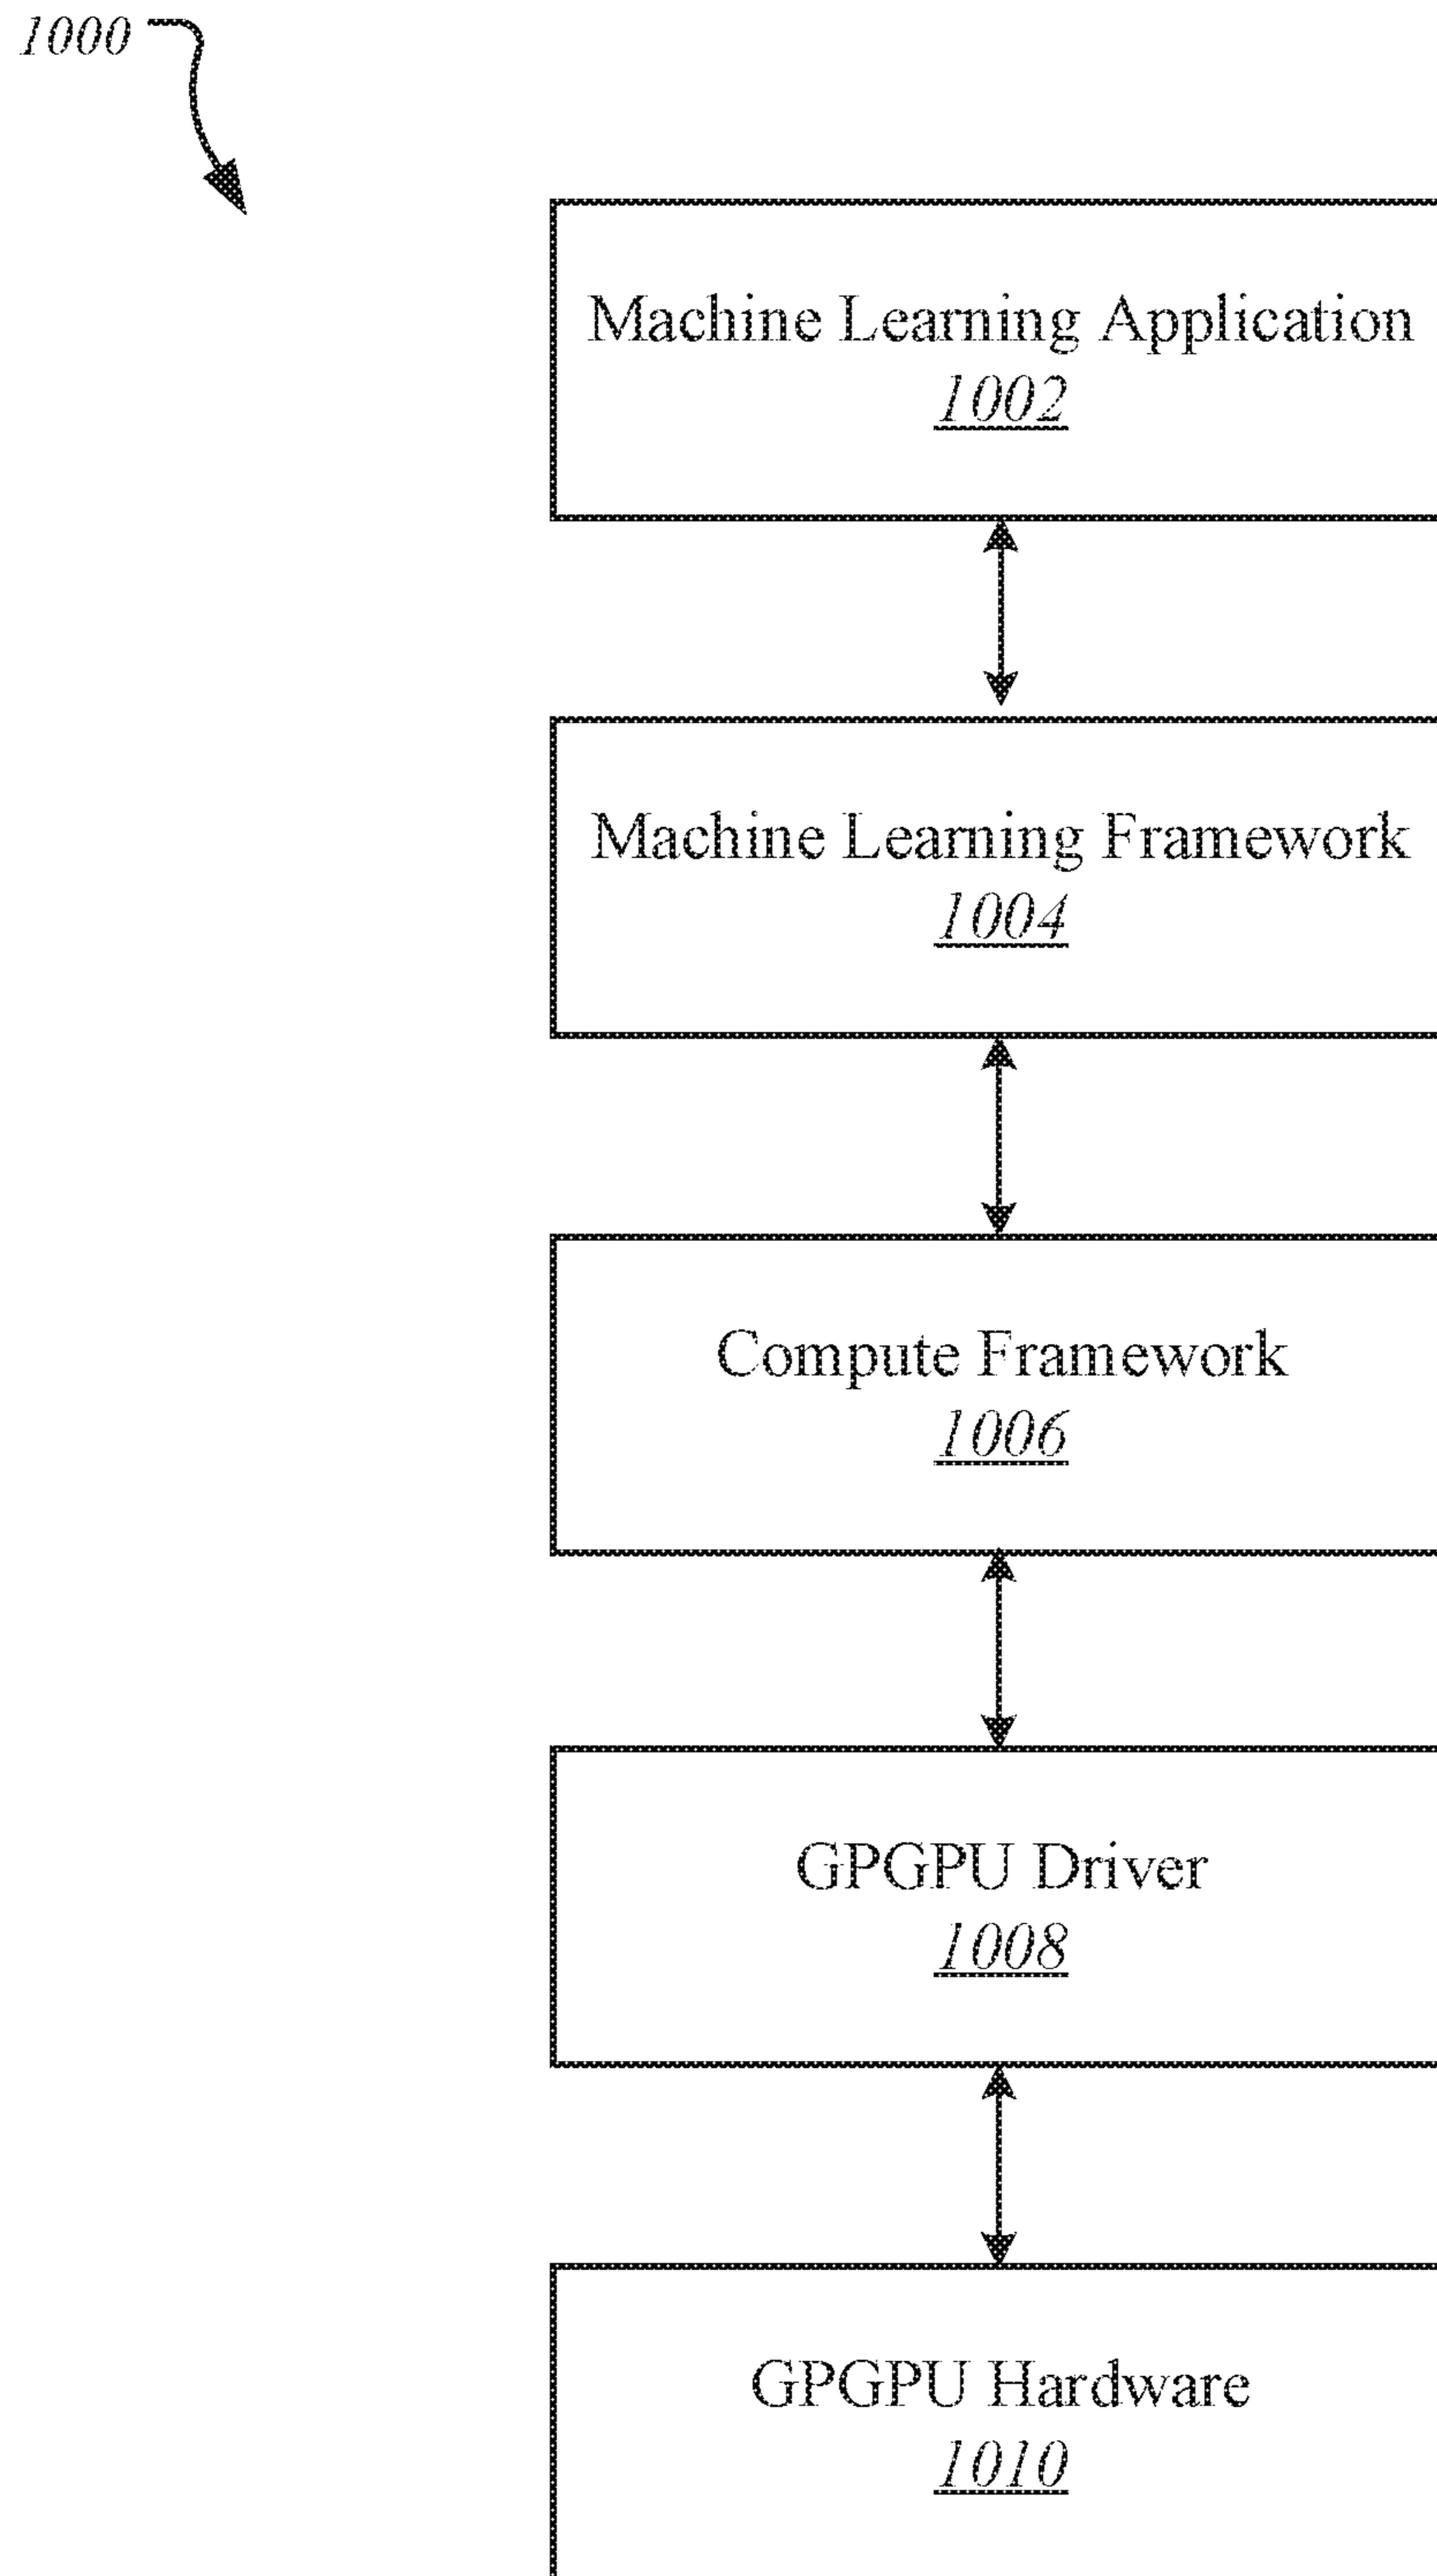 1000
Machine Learning Application
1002
Machine Learning Framework
1004
Compute Framework
1006
GPGPU Driver
1008
GPGPU Hardware
1010